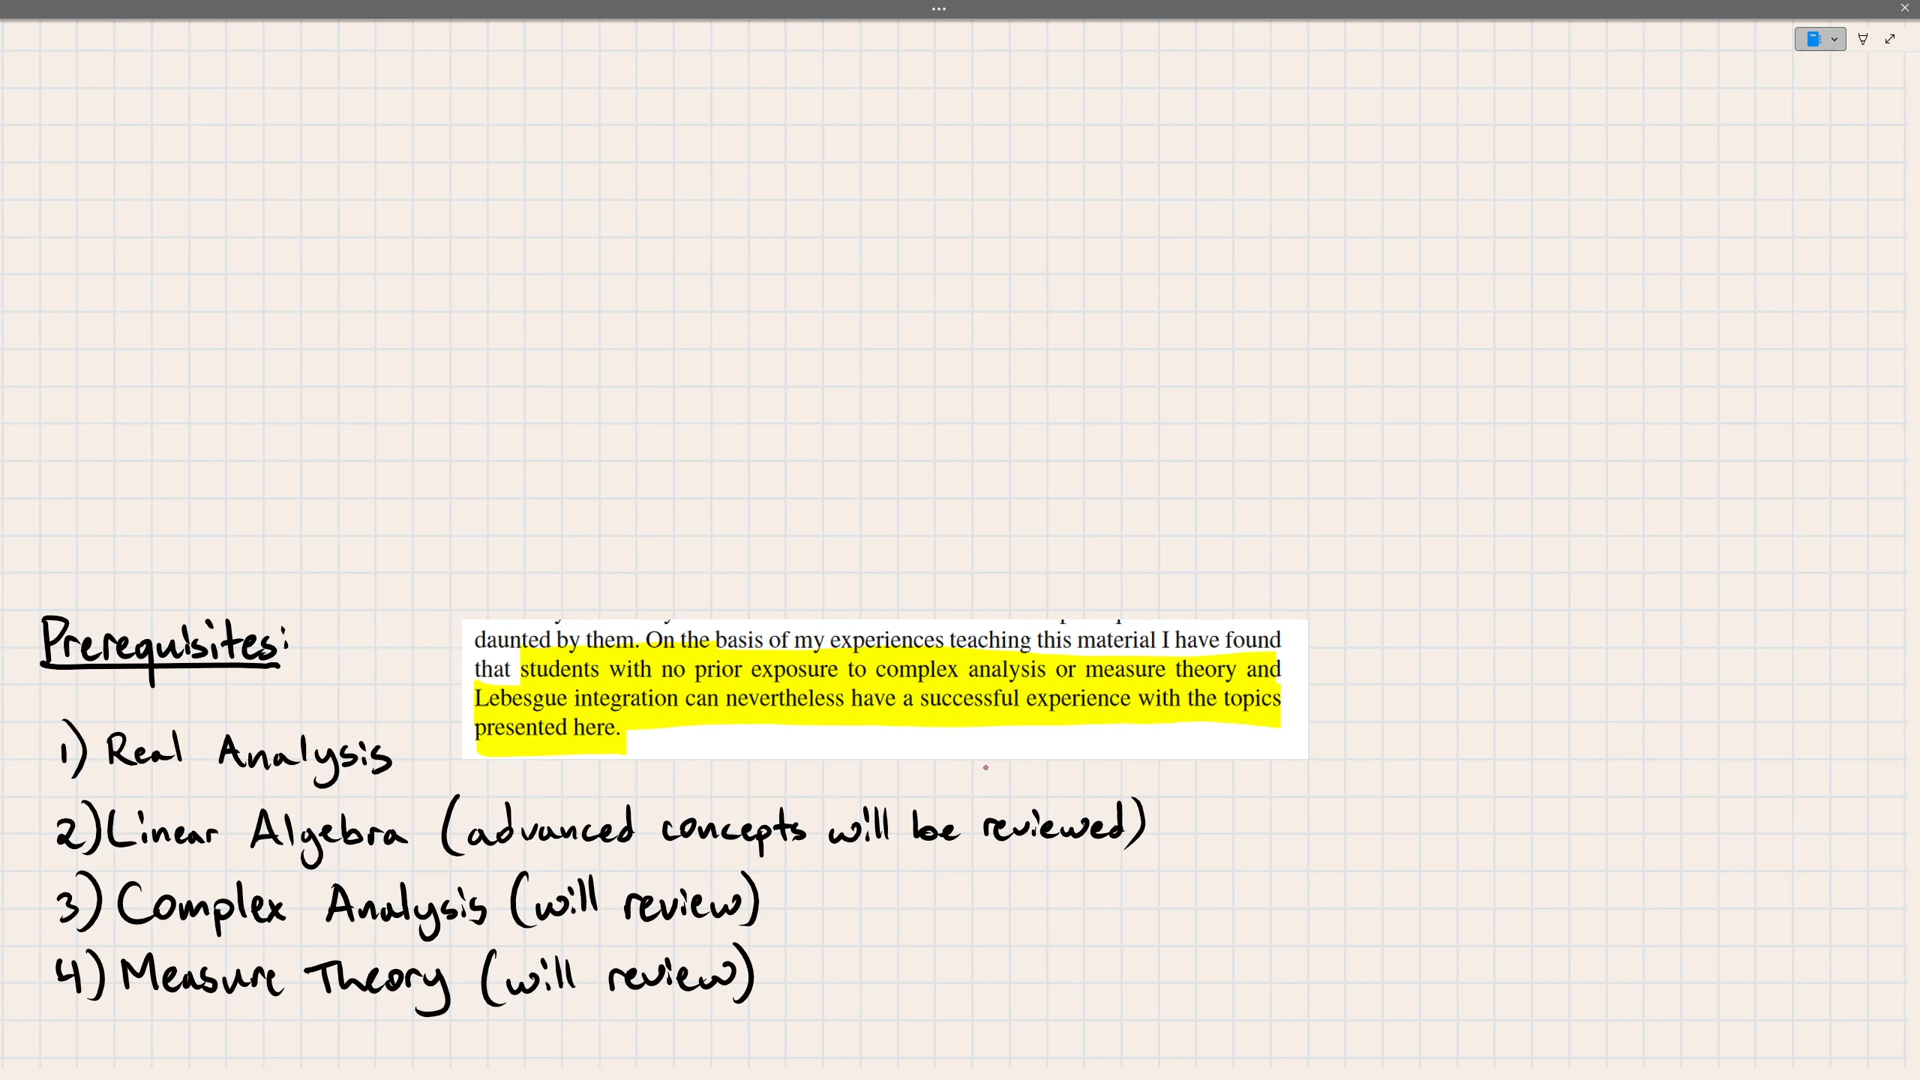 Prerequisites:
daunted by them. On the basis of my experiences teaching this material I have found
that students with no prior exposure to complex analysis or measure theory and
Lebesgue integration can nevertheless have a successful experience with the topics
presented here.
1) Real Analysis
2) Linear Algebra (advanced concepts will be reviewed)
3) Complex Analysis (will review)
4) Measure Theory (will review)